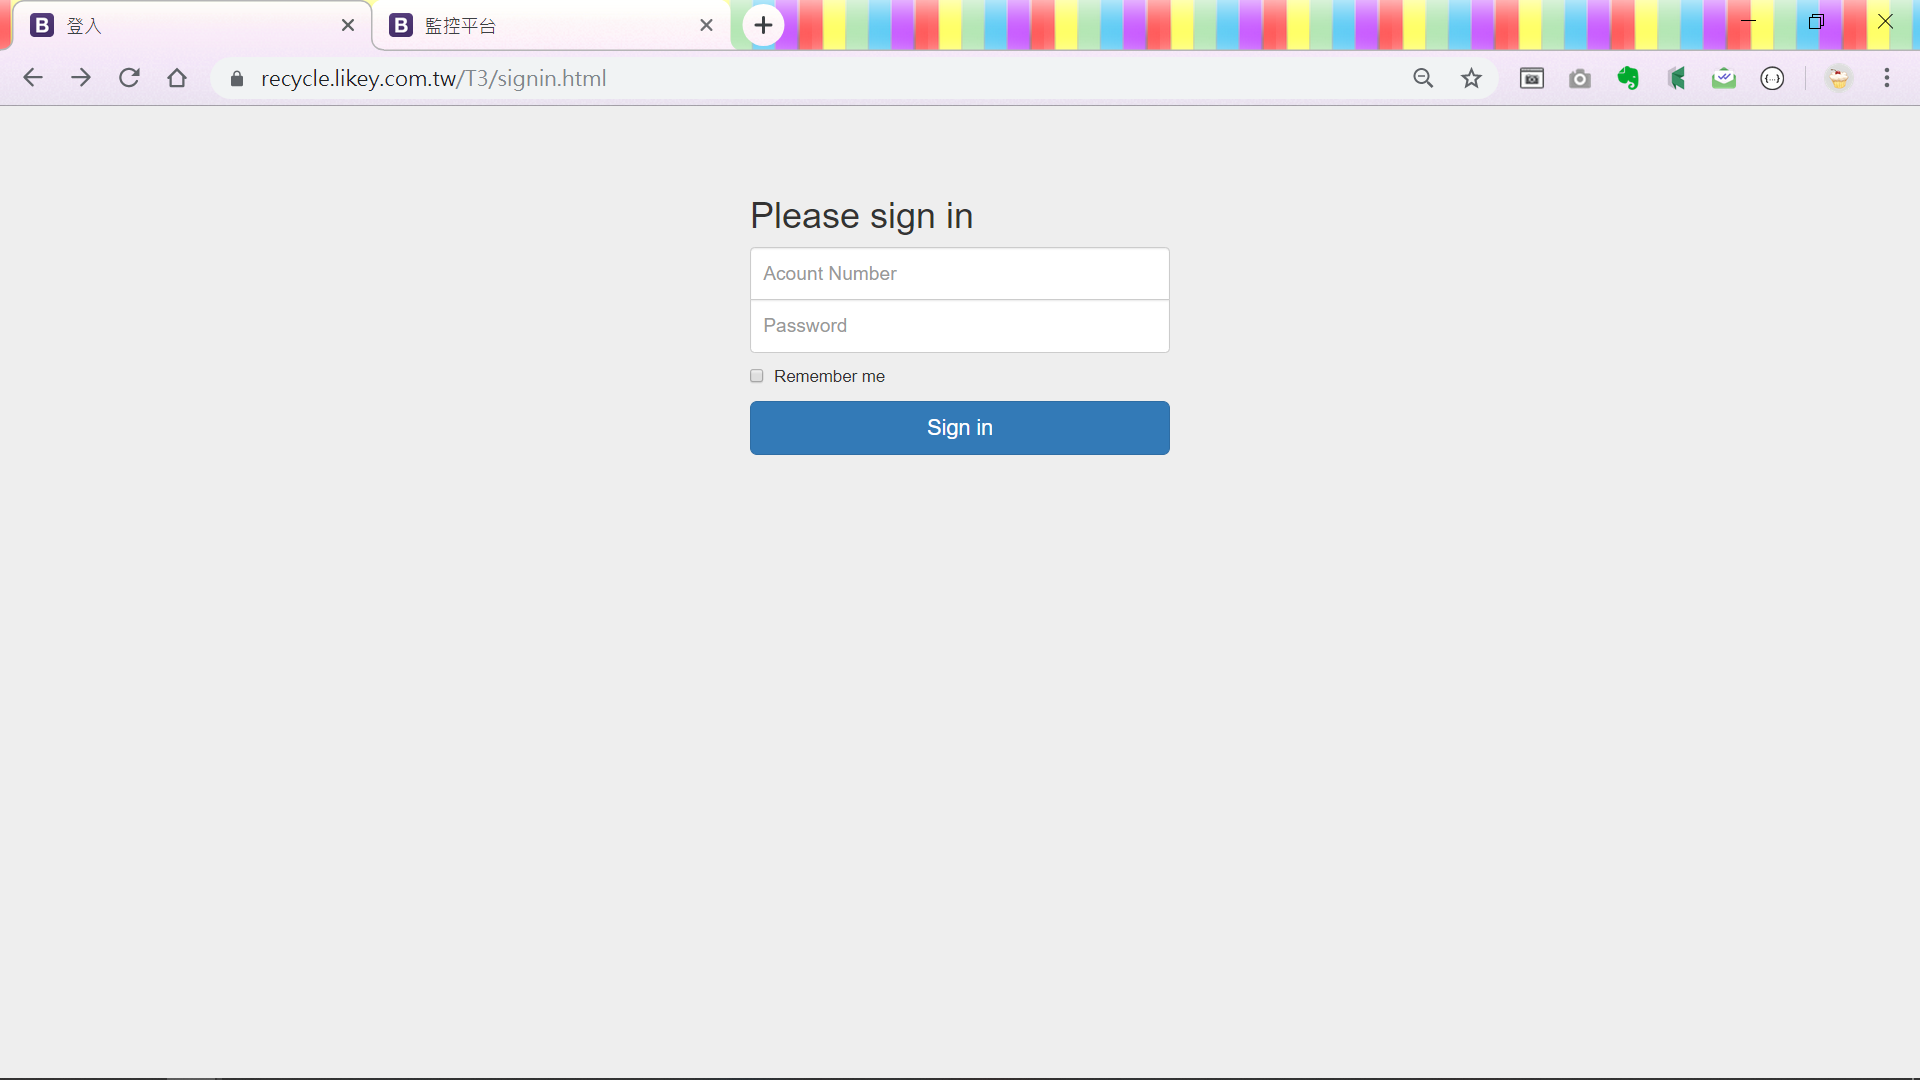 登入
監控平台
recycle.likey.com.tw/T3/signin.html
Please sign in
Acount Number
Password
Remember me
Sign in